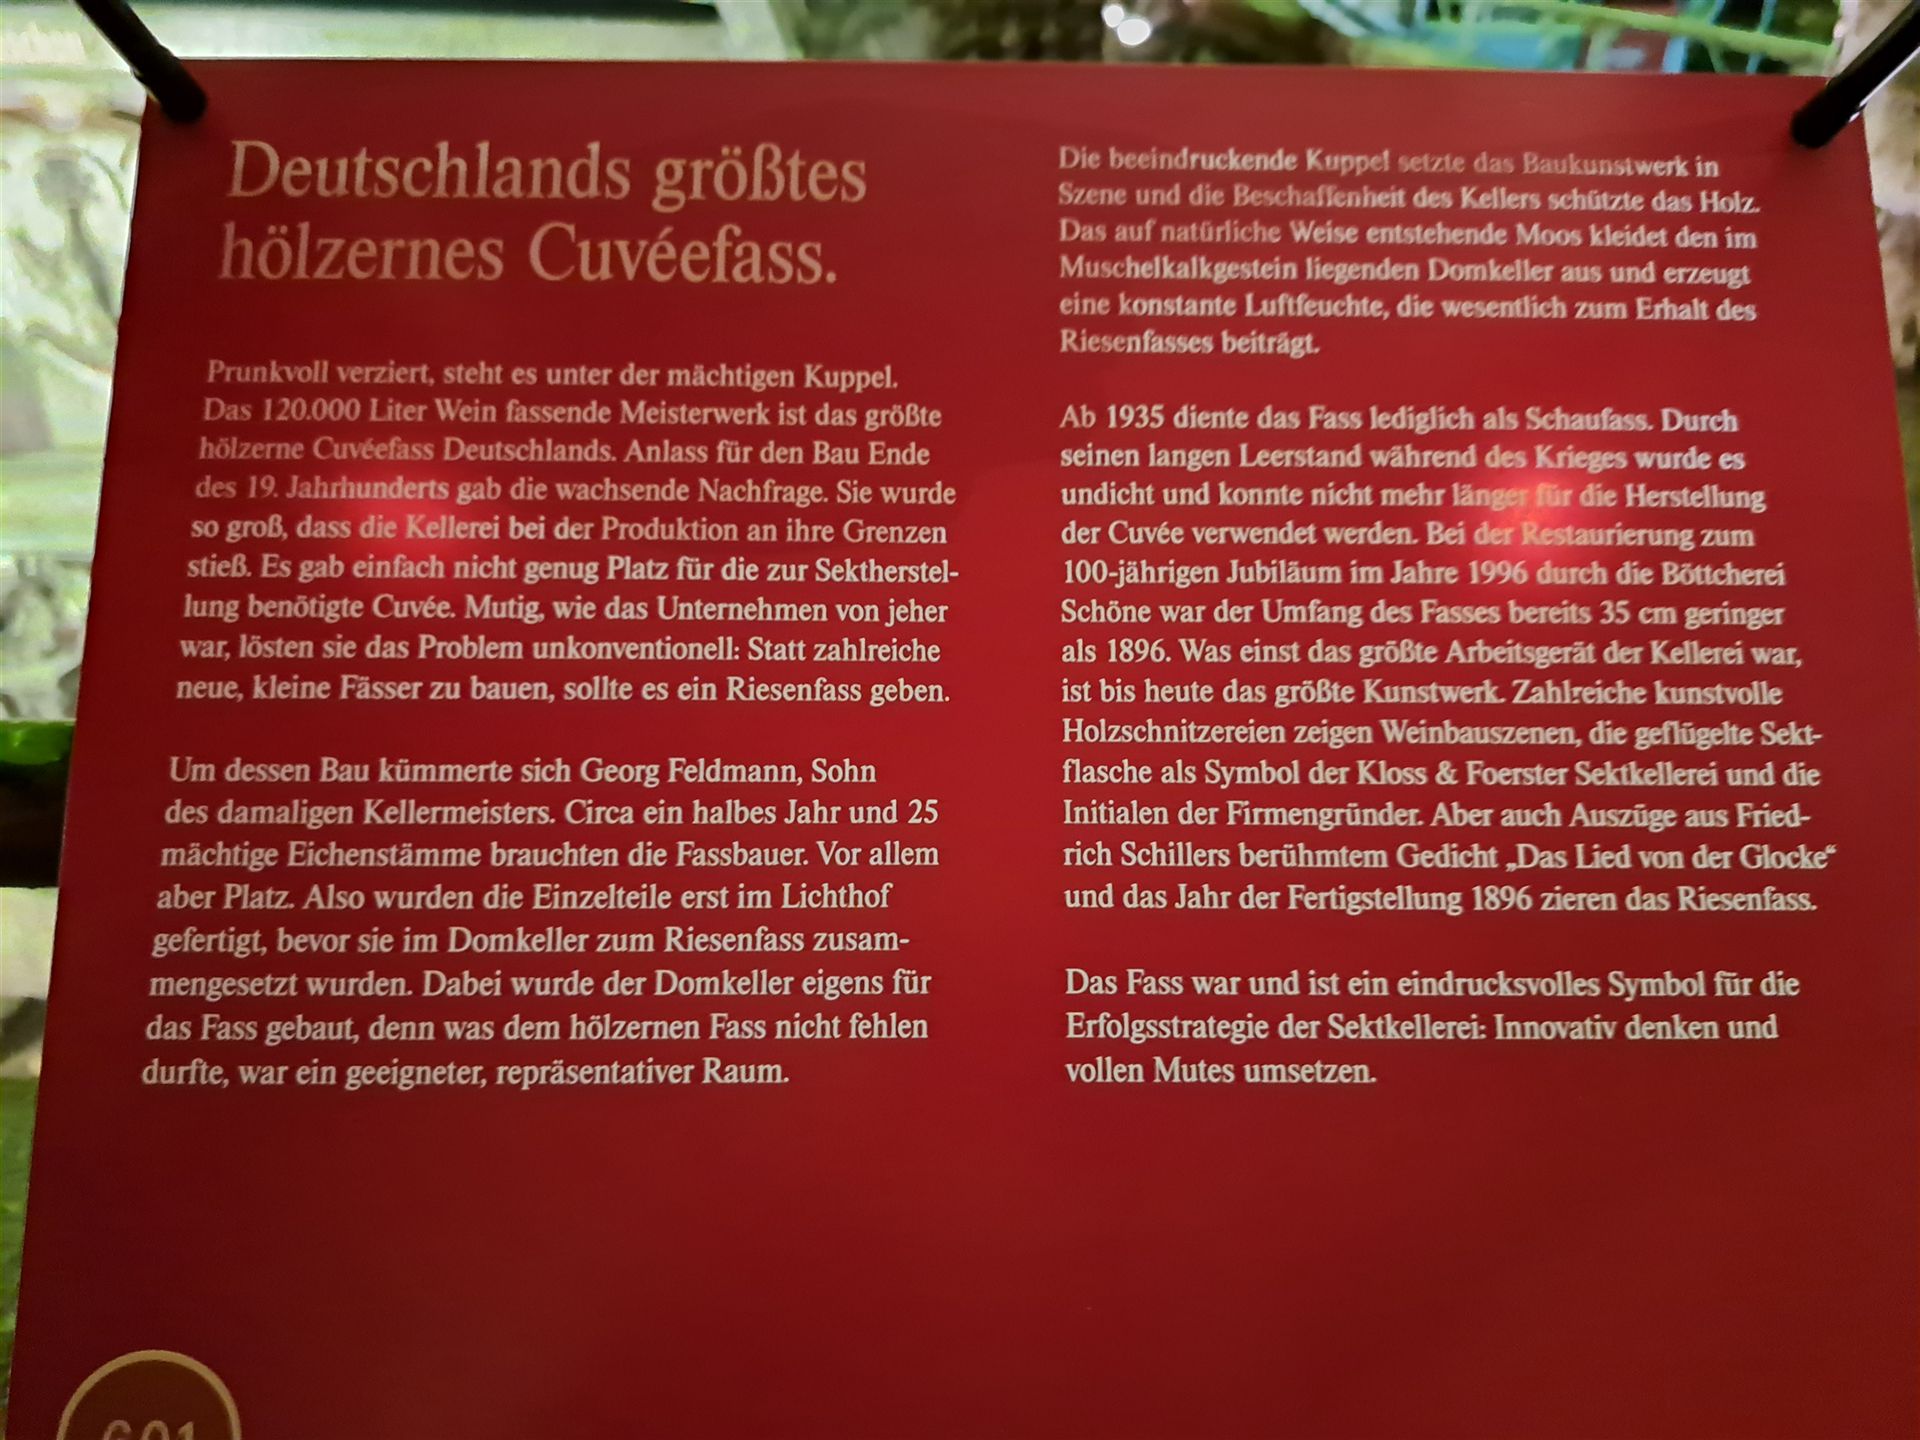 Deutschlands größtes
hölzernes Cuvéefass.
Prunkvoll verziert, steht es unter der mächtigen Kuppel.
Das 120.000 Liter Wein fassende Meisterwerk ist das größte
hölzerne Cuvéefass Deutschlands. Anlass für den Bau Ende
des 19. Jahrhunderts gab die wachsende Nachfrage. Sie wurde
so groß, dass die Kellerei bei der Produktion an ihre Grenzen
stieß. Es gab einfach nicht genug Platz für die zur Sektherstel-
lung benötigte Cuvée. Mutig, wie das Unternehmen von jeher
war, lösten sie das Problem unkonventionell: Statt zahlreiche
neue, kleine Fässer zu bauen, sollte es ein Riesenfass geben.
Um dessen Bau kümmerte sich Georg Feldmann, Sohn
des damaligen Kellermeisters. Circa ein halbes Jahr und 25
mächtige Eichenstämme brauchten die Fassbauer. Vor allem
aber Platz. Also wurden die Einzelteile erst im Lichthof
gefertigt, bevor sie im Domkeller zum Riesenfass zusam-
mengesetzt wurden. Dabei wurde der Domkeller eigens für
das Fass gebaut, denn was dem hölzernen Fass nicht fehlen
durfte, war ein geeigneter, repräsentativer Raum.
Die beeindruckende Kuppel setzte das Baukunstwerk in
Szene und die Beschaffenheit des Kellers schützte das Holz.
Das auf natürliche Weise entstehende Moos kleidet den im
Muschelkalkgestein liegenden Domkeller aus und erzeugt
eine konstante Luftfeuchte, die wesentlich zum Erhalt des
Riesenfasses beiträgt.
Ab 1935 diente das Fass lediglich als Schaufass. Durch
seinen langen Leerstand während des Krieges wurde es
undicht und konnte nicht mehr länger für die Herstellung
der Cuvée verwendet werden. Bei der Restaurierung zum
100-jährigen Jubiläum im Jahre 1996 durch die Böttcherei
Schöne war der Umfang des Fasses bereits 35 cm geringer
als 1896. Was einst das größte Arbeitsgerät der Kellerei war,
ist bis heute das größte Kunstwerk. Zahlreiche kunstvolle
Holzschnitzereien zeigen Weinbauszenen, die geflügelte Sekt-
flasche als Symbol der Kloss & Foerster Sektkellerei und die
Initialen der Firmengründer. Aber auch Auszüge aus Fried-
rich Schillers berühmtem Gedicht „Das Lied von der Glocke“
und das Jahr der Fertigstellung 1896 zieren das Riesenfass.
Das Fass war und ist ein eindrucksvolles Symbol für die
Erfolgsstrategie der Sektkellerei: Innovativ denken und
vollen Mutes umsetzen.